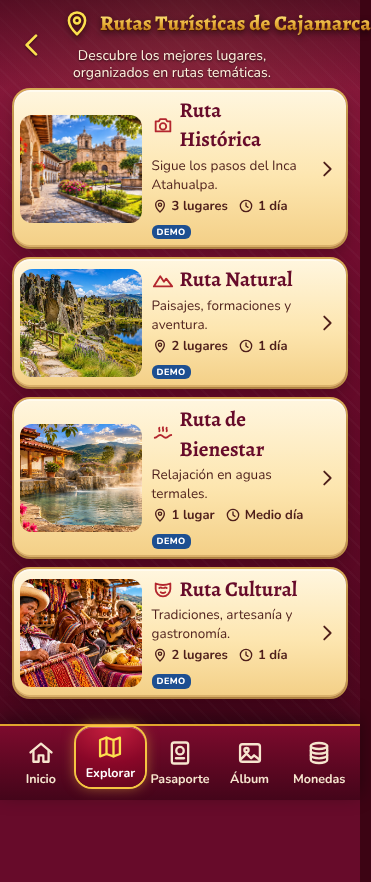 Rutas Turísticas de Cajamarca
Descubre los mejores lugares,
organizados en rutas temáticas.
Ruta
Histórica
Sigue los pasos del Inca
Atahualpa.
3 lugares 1 día
DEMO
Ruta Natural
Paisajes, formaciones y
aventura.
2 lugares 1 día
DEMO
Ruta de
Bienestar
Relajación en aguas
termales.
1 lugar Medio día
DEMO
Ruta Cultural
Tradiciones, artesanía y
gastronomía.
2 lugares 1 día
DEMO
Inicio Explorar Pasaporte Álbum Monedas